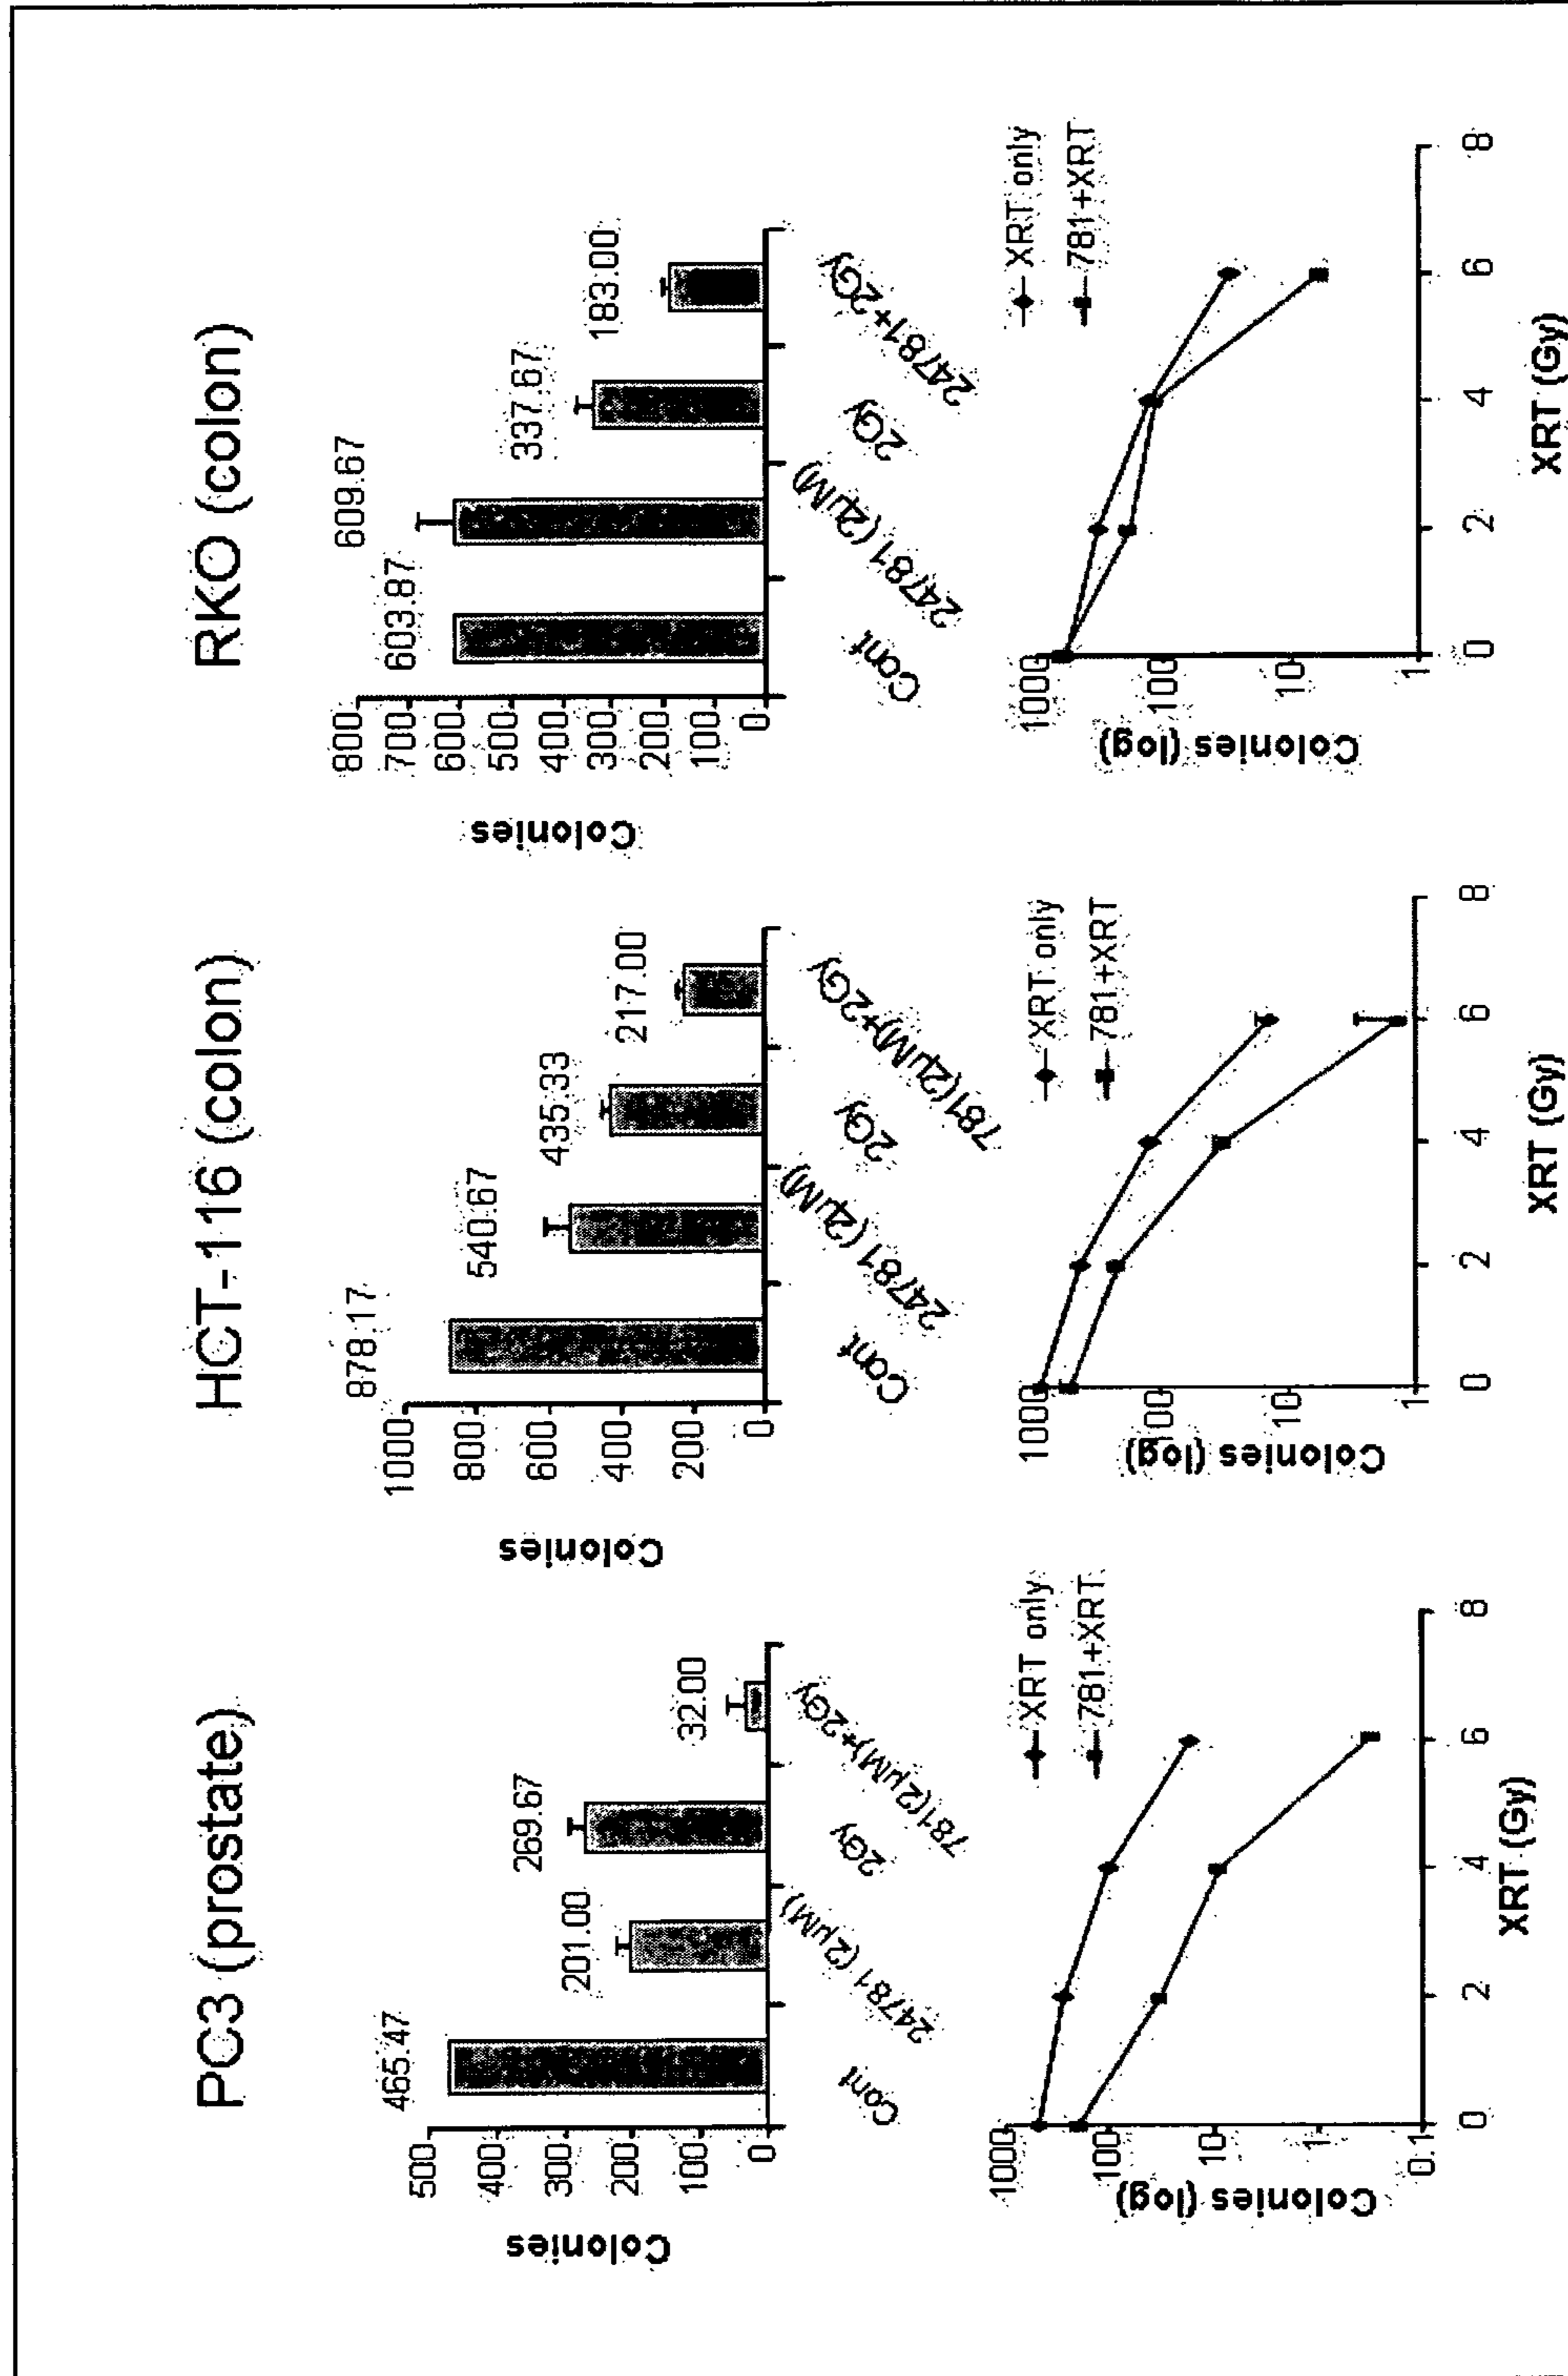 PC3 (prostate)
Colonies
500
400
300
200
100
0
465.47
201.00
269.67
32.00
Cont
24781 (2µM)
2Gy
781(2µM)+2Gy
Colonies (log)
1000
100
10
1
0.1
XRT only
781+XRT
0
2
4
6
8
XRT (Gy)
HCT-116 (colon)
Colonies
1000
800
600
400
200
0
878.17
540.67
435.33
217.00
Cont
24781 (2µM)
2Gy
781(2µM)+2Gy
Colonies (log)
1000
100
10
1
XRT only
781+XRT
0
2
4
6
8
XRT (Gy)
RKO (colon)
Colonies
800
700
600
500
400
300
200
100
0
603.87
609.67
337.67
183.00
Cont
24781 (2µM)
2Gy
24781+2Gy
Colonies (log)
1000
100
10
1
XRT only
781+XRT
0
2
4
6
8
XRT (Gy)